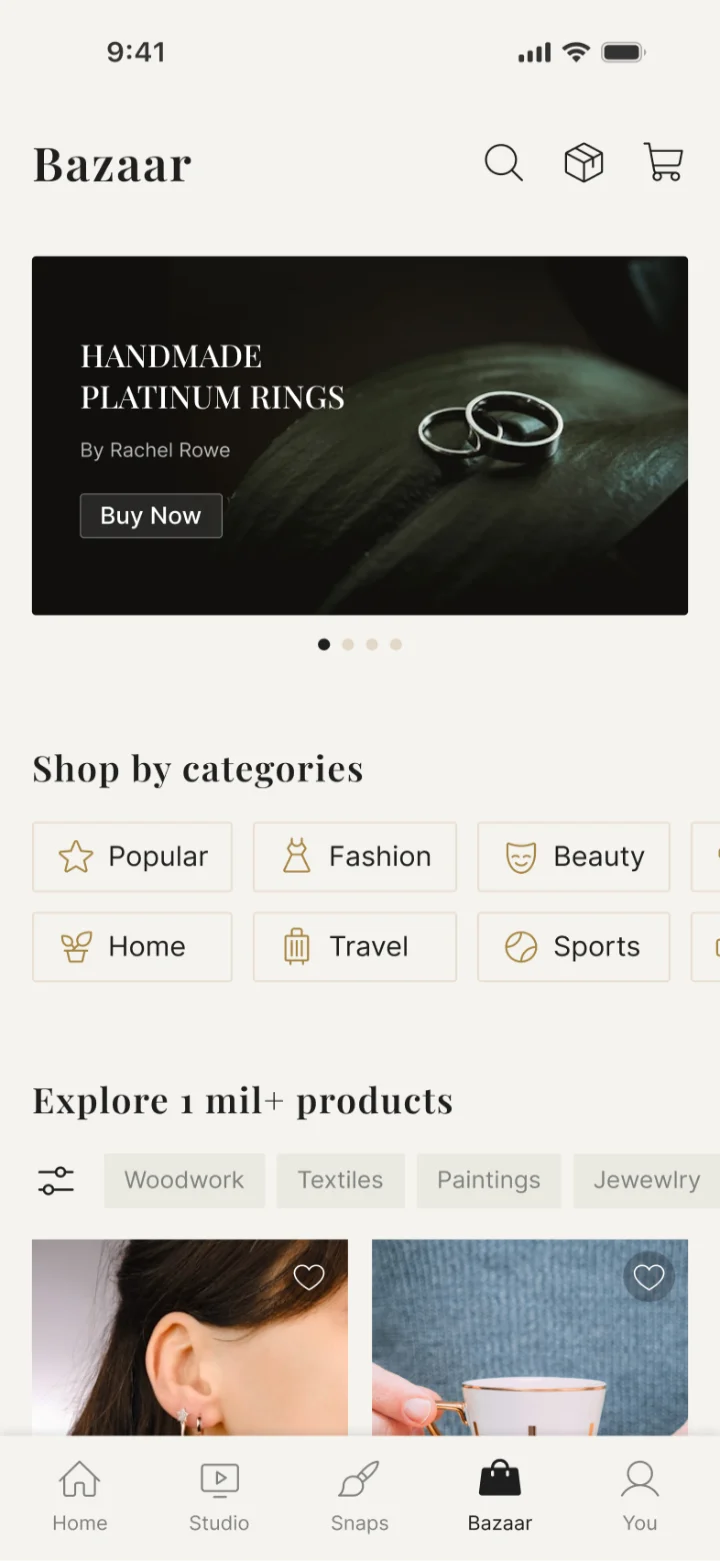 9:41
Bazaar
HANDMADE
PLATINUM RINGS
By Rachel Rowe
Buy Now
Shop by categories
Popular
Fashion
Beauty
Home
Travel
Sports
Explore 1 mil+ products
Woodwork
Textiles
Paintings
Jewewlry
Home
Studio
Snaps
Bazaar
You